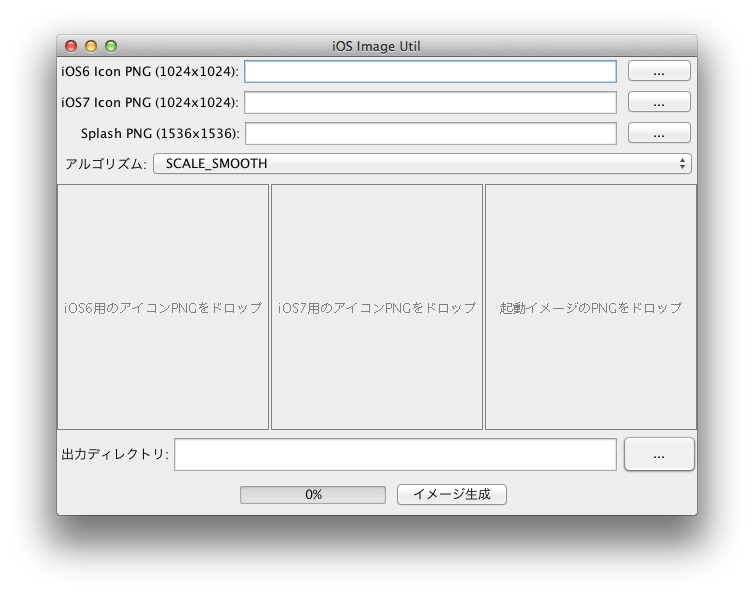 iOS Image Util
iOS6 Icon PNG (1024x1024): ...
iOS7 Icon PNG (1024x1024): ...
Splash PNG (1536x1536): ...
アルゴリズム: SCALE_SMOOTH
iOS6用のアイコンPNGをドロップ
iOS7用のアイコンPNGをドロップ
起動イメージのPNGをドロップ
出力ディレクトリ: ...
0% イメージ生成